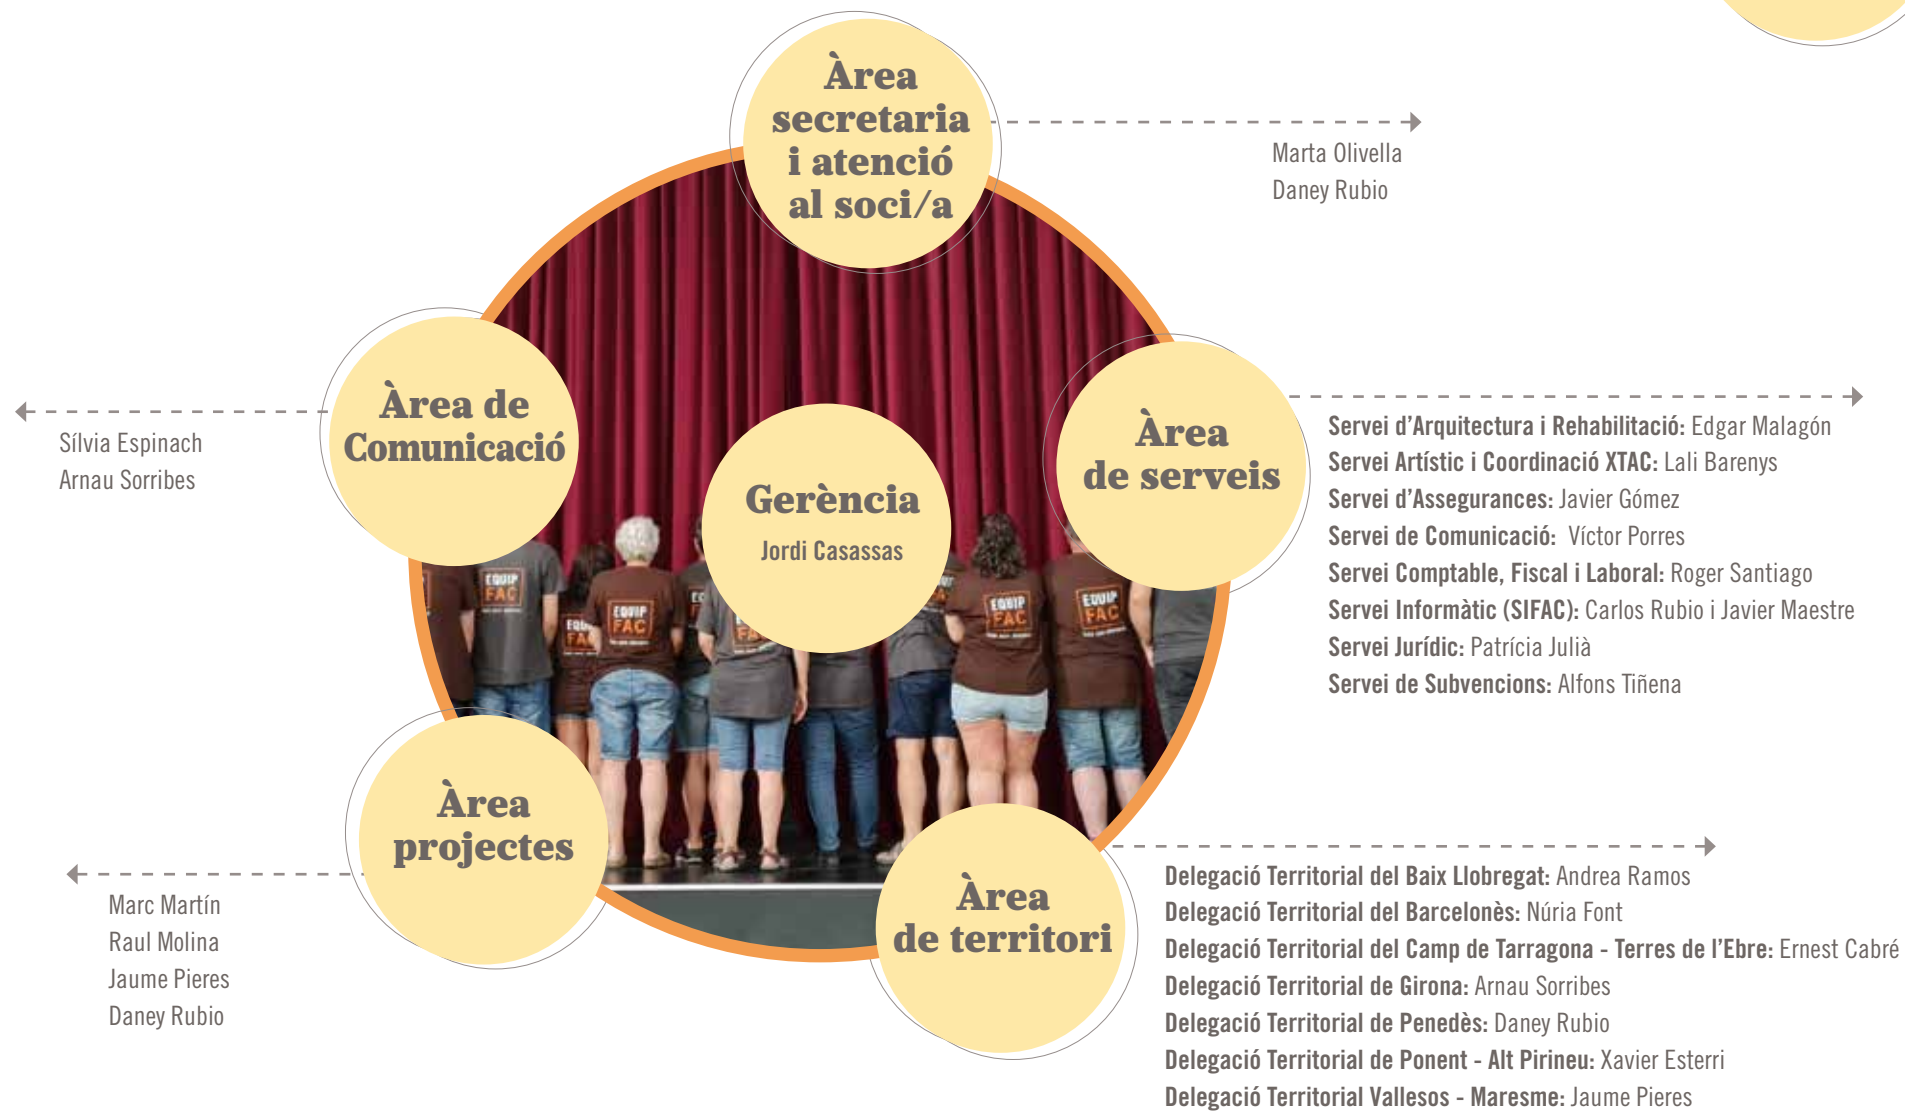 Àrea
secretaria
i atenció
al soci/a
Marta Olivella
Daney Rubio
Àrea de
Comunicació
Sílvia Espinach
Arnau Sorribes
Gerència
Jordi Casassas
Àrea
de serveis
Servei d'Arquitectura i Rehabilitació: Edgar Malagón
Servei Artístic i Coordinació XTAC: Lali Barenys
Servei d'Assegurances: Javier Gómez
Servei de Comunicació: Víctor Porres
Servei Comptable, Fiscal i Laboral: Roger Santiago
Servei Informàtic (SIFAC): Carlos Rubio i Javier Maestre
Servei Jurídic: Patrícia Julià
Servei de Subvencions: Alfons Tiñena
EQUIP
FAC
EQUIP
FAC
EQUIP
FAC
Àrea
projectes
Marc Martín
Raul Molina
Jaume Pieres
Daney Rubio
Àrea
de territori
Delegació Territorial del Baix Llobregat: Andrea Ramos
Delegació Territorial del Barcelonès: Núria Font
Delegació Territorial del Camp de Tarragona - Terres de l'Ebre: Ernest Cabré
Delegació Territorial de Girona: Arnau Sorribes
Delegació Territorial de Penedès: Daney Rubio
Delegació Territorial de Ponent - Alt Pirineu: Xavier Esterri
Delegació Territorial Vallesos - Maresme: Jaume Pieres